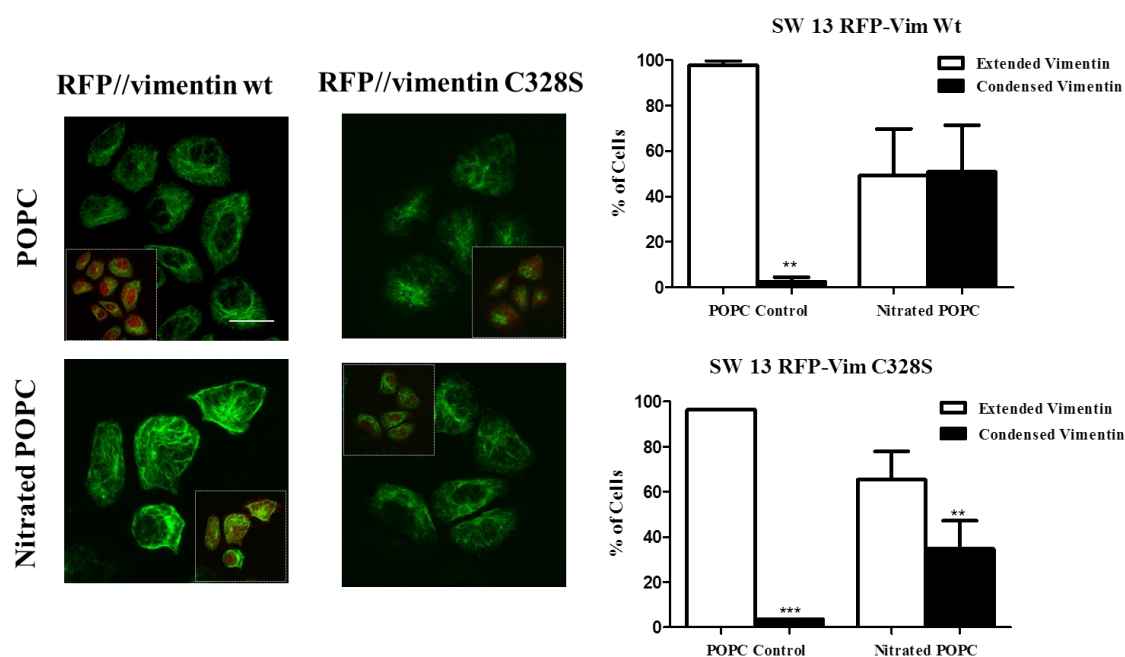 RFP//vimentin wt
RFP//vimentin C328S
POPC
Nitrated POPC
SW 13 RFP-Vim Wt
Extended Vimentin
Condensed Vimentin
% of Cells
100
80
60
40
20
0
**
POPC Control
Nitrated POPC
SW 13 RFP-Vim C328S
Extended Vimentin
Condensed Vimentin
% of Cells
100
80
60
40
20
0
***
**
POPC Control
Nitrated POPC